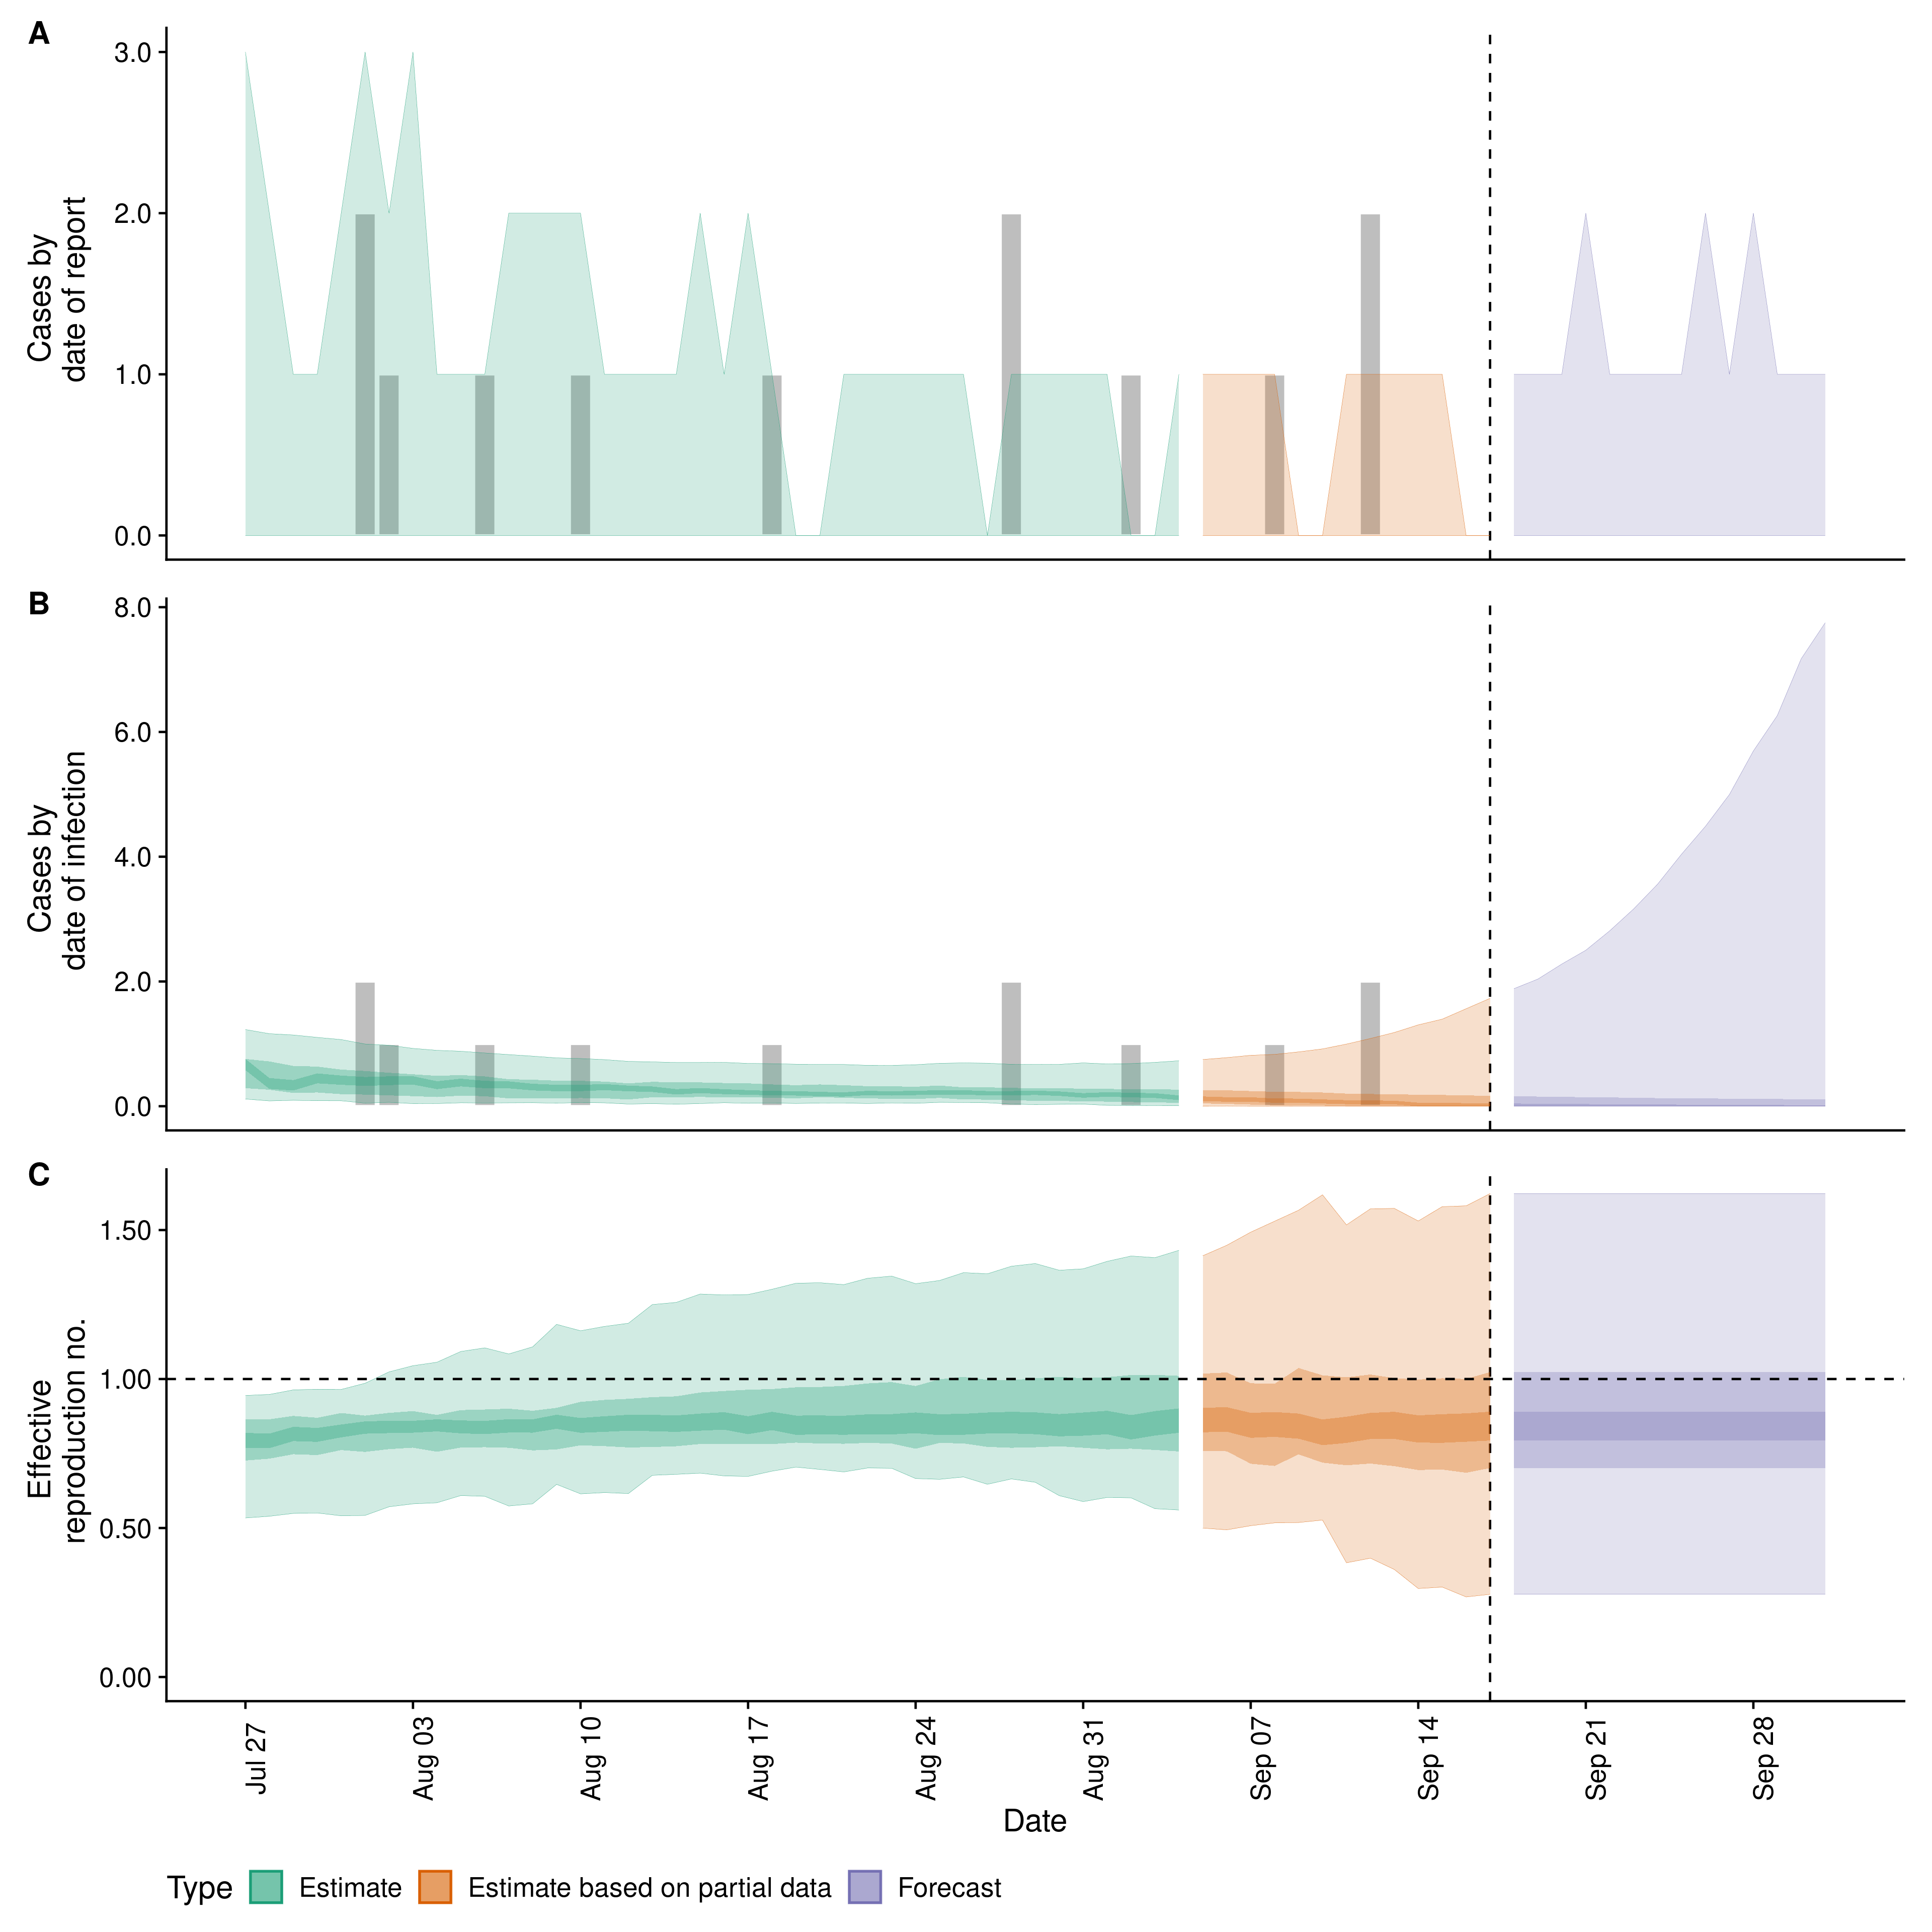 A
Cases by
date of report
3.0
2.0
1.0
0.0
B
Cases by
date of infection
8.0
6.0
4.0
2.0
0.0
C
Effective
reproduction no.
1.50
1.00
0.50
0.00
Jul 27
Aug 03
Aug 10
Aug 17
Aug 24
Aug 31
Sep 07
Sep 14
Sep 21
Sep 28
Date
Type Estimate Estimate based on partial data Forecast